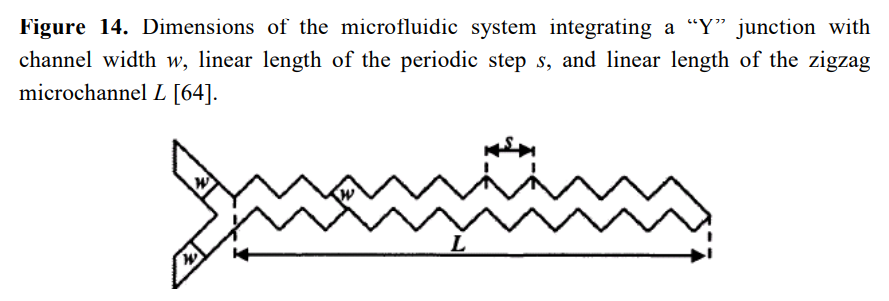 Figure 14. Dimensions of the microfluidic system integrating a “Y” junction with
channel width w, linear length of the periodic step s, and linear length of the zigzag
microchannel L [64].
s
w
w
L
w